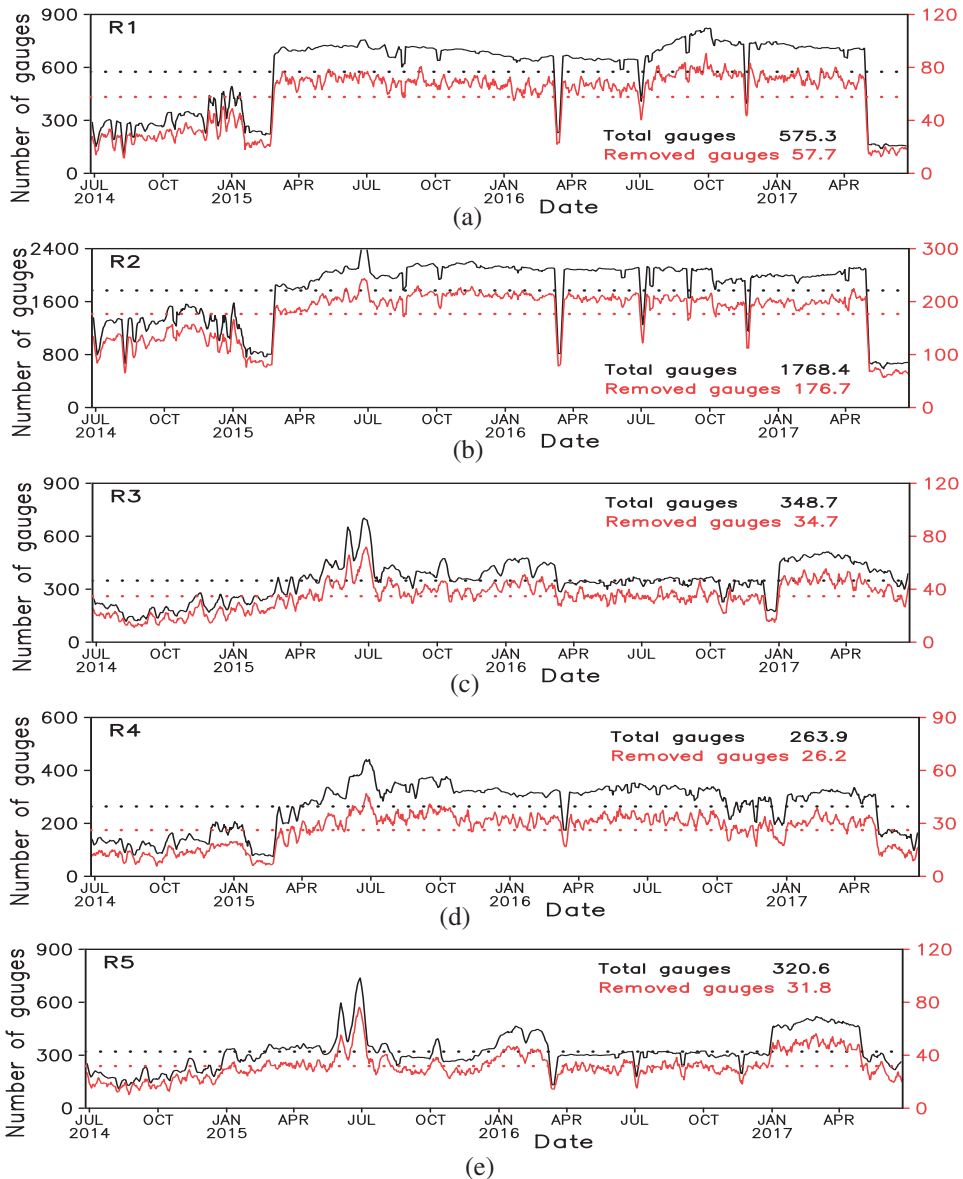 900 R1 120
600 80
300 40
0 0
Number of gauges
Total gauges 575.3
Removed gauges 57.7
JUL OCT JAN APR JUL OCT JAN APR JUL OCT JAN APR
2014 2015 2016 2017
Date
(a)
2400 R2 300
1600 200
800 100
0 0
Number of gauges
Total gauges 1768.4
Removed gauges 176.7
JUL OCT JAN APR JUL OCT JAN APR JUL OCT JAN APR
2014 2015 2016 2017
Date
(b)
900 R3 120
600 80
300 40
0 0
Number of gauges
Total gauges 348.7
Removed gauges 34.7
JUL OCT JAN APR JUL OCT JAN APR JUL OCT JAN APR
2014 2015 2016 2017
Date
(c)
600 R4 90
400 60
200 30
0 0
Number of gauges
Total gauges 263.9
Removed gauges 26.2
JUL OCT JAN APR JUL OCT JAN APR JUL OCT JAN APR
2014 2015 2016 2017
Date
(d)
900 R5 120
600 80
300 40
0 0
Number of gauges
Total gauges 320.6
Removed gauges 31.8
JUL OCT JAN APR JUL OCT JAN APR JUL OCT JAN APR
2014 2015 2016 2017
Date
(e)